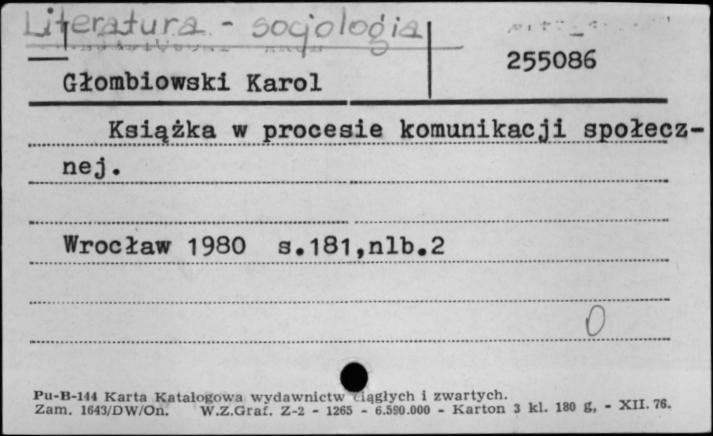 Literatura - socjologia
255086
Głombiowski Karol
Książka w procesie komunikacji społecz-
nej.
Wrocław 1980 s.181,nlb.2
0
Pu-B-144 Karta Katalogowa wydawnictw ciągłych i zwartych.
Zam. 1643/DW/On. W.Z.Graf. Z-2 - 1265 - 6.590.000 - Karton 3 kl. 180 g, - XII. 76.